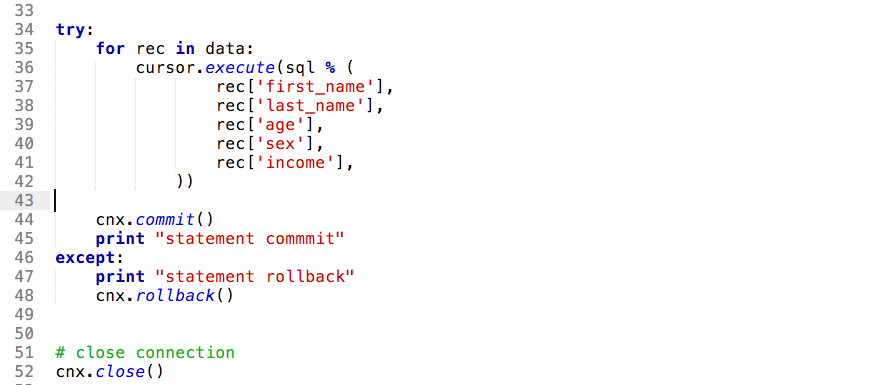 33
34 try:
35     for rec in data:
36         cursor.execute(sql % (
37                 rec['first_name'],
38                 rec['last_name'],
39                 rec['age'],
40                 rec['sex'],
41                 rec['income'],
42             ))
43
44     cnx.commit()
45     print "statement commmit"
46 except:
47     print "statement rollback"
48     cnx.rollback()
49
50
51 # close connection
52 cnx.close()